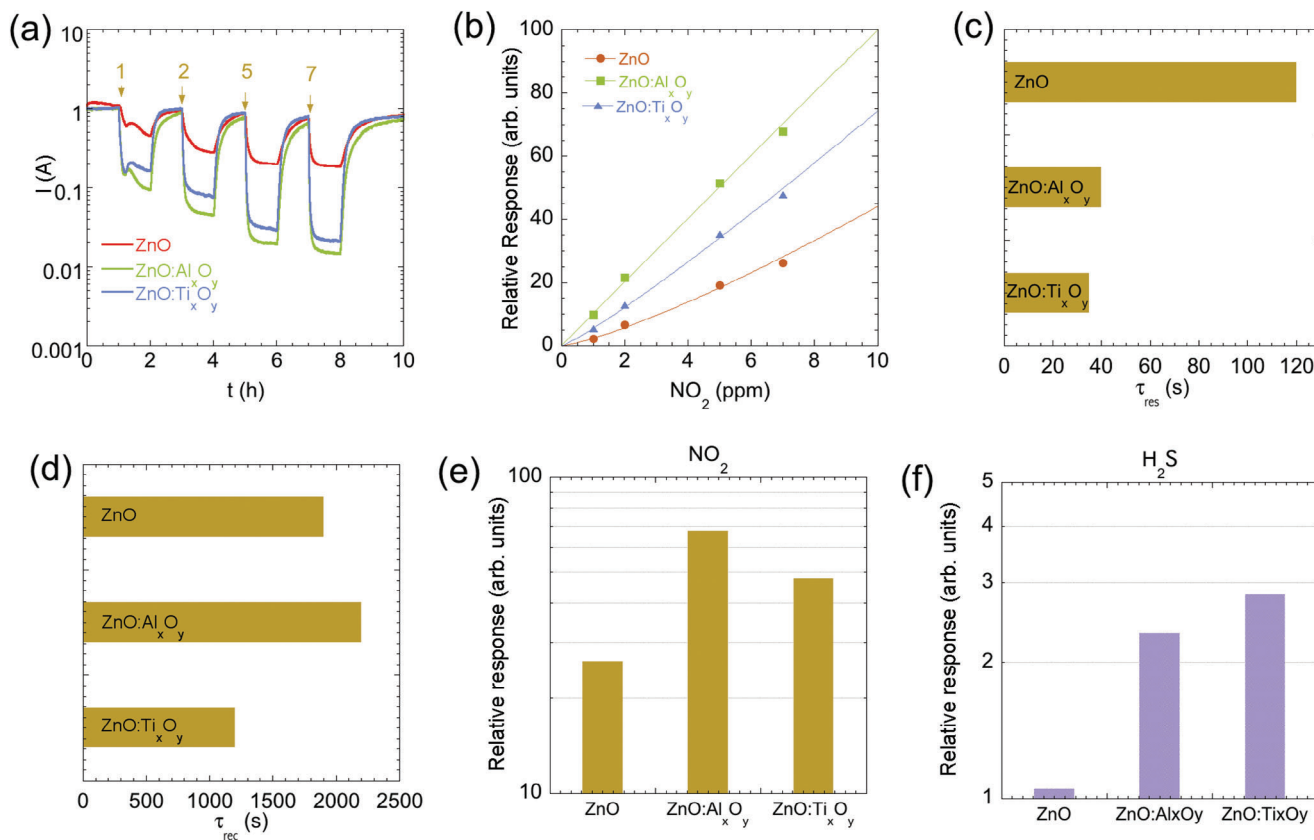 (a)
10
1
0.1
0.01
0.001
I (A)
1 2 5 7
ZnO
ZnO:AlxOy
ZnO:TixOy
0 2 4 6 8 10
t (h)
(b)
100
80
60
40
20
0
Relative Response (arb. units)
ZnO
ZnO:AlxOy
ZnO:TixOy
0 2 4 6 8 10
NO2 (ppm)
(c)
ZnO
ZnO:AlxOy
ZnO:TixOy
0 20 40 60 80 100 120
τres (s)
(d)
ZnO
ZnO:AlxOy
ZnO:TixOy
0 500 1000 1500 2000 2500
τrec (s)
(e)
NO2
100
10
Relative response (arb. units)
ZnO ZnO:AlxOy ZnO:TixOy
(f)
H2S
5
4
3
2
1
Relative response (arb. units)
ZnO ZnO:AlxOy ZnO:TixOy